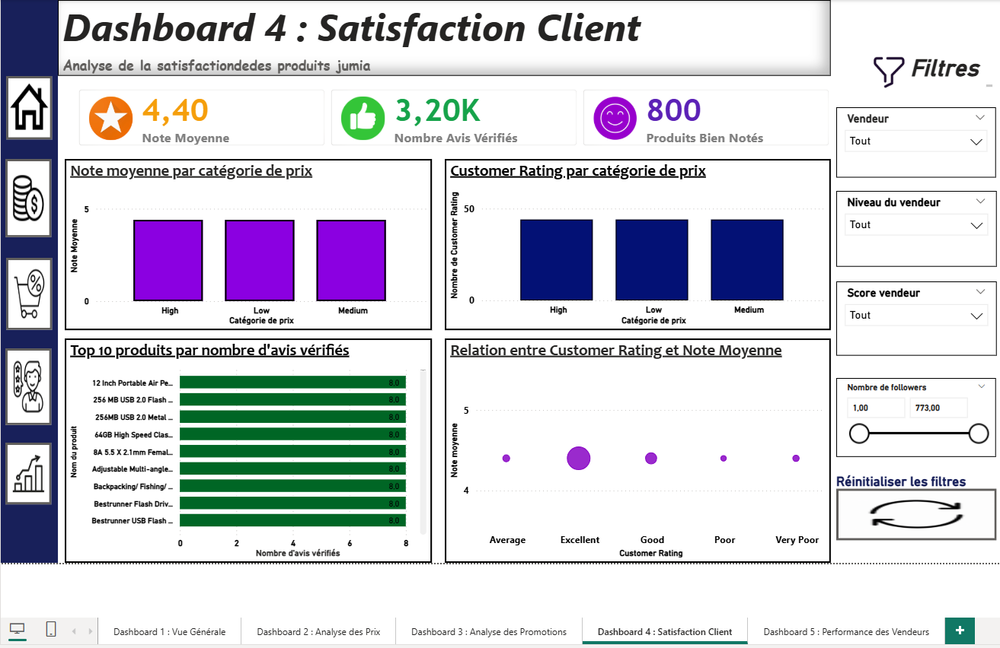 Dashboard 4 : Satisfaction Client
Analyse de la satisfactiondedes produits jumia
Filtres
4,40
Note Moyenne
3,20K
Nombre Avis Vérifiés
800
Produits Bien Notés
Vendeur
Tout
Niveau du vendeur
Tout
Score vendeur
Tout
Nombre de followers
1,00
773,00
Réinitialiser les filtres
Note moyenne par catégorie de prix
Note Moyenne
5
0
High
Low
Medium
Catégorie de prix
Customer Rating par catégorie de prix
Nombre de Customer Rating
50
0
High
Low
Medium
Catégorie de prix
Top 10 produits par nombre d'avis vérifiés
Nom du produit
12 Inch Portable Air Pe...
8.0
256 MB USB 2.0 Flash ...
8.0
256MB USB 2.0 Metal ...
8.0
64GB High Speed Clas...
8.0
8A 5.5 X 2.1mm Femal...
8.0
Adjustable Multi-angle...
8.0
Backpacking/ Fishing/ ...
8.0
Bestrunner Flash Driv...
8.0
Bestrunner USB Flash ...
8.0
0
2
4
6
8
Nombre d'avis vérifiés
Relation entre Customer Rating et Note Moyenne
Note moyenne
5
4
Average
Excellent
Good
Poor
Very Poor
Customer Rating
Dashboard 1 : Vue Générale
Dashboard 2 : Analyse des Prix
Dashboard 3 : Analyse des Promotions
Dashboard 4 : Satisfaction Client
Dashboard 5 : Performance des Vendeurs